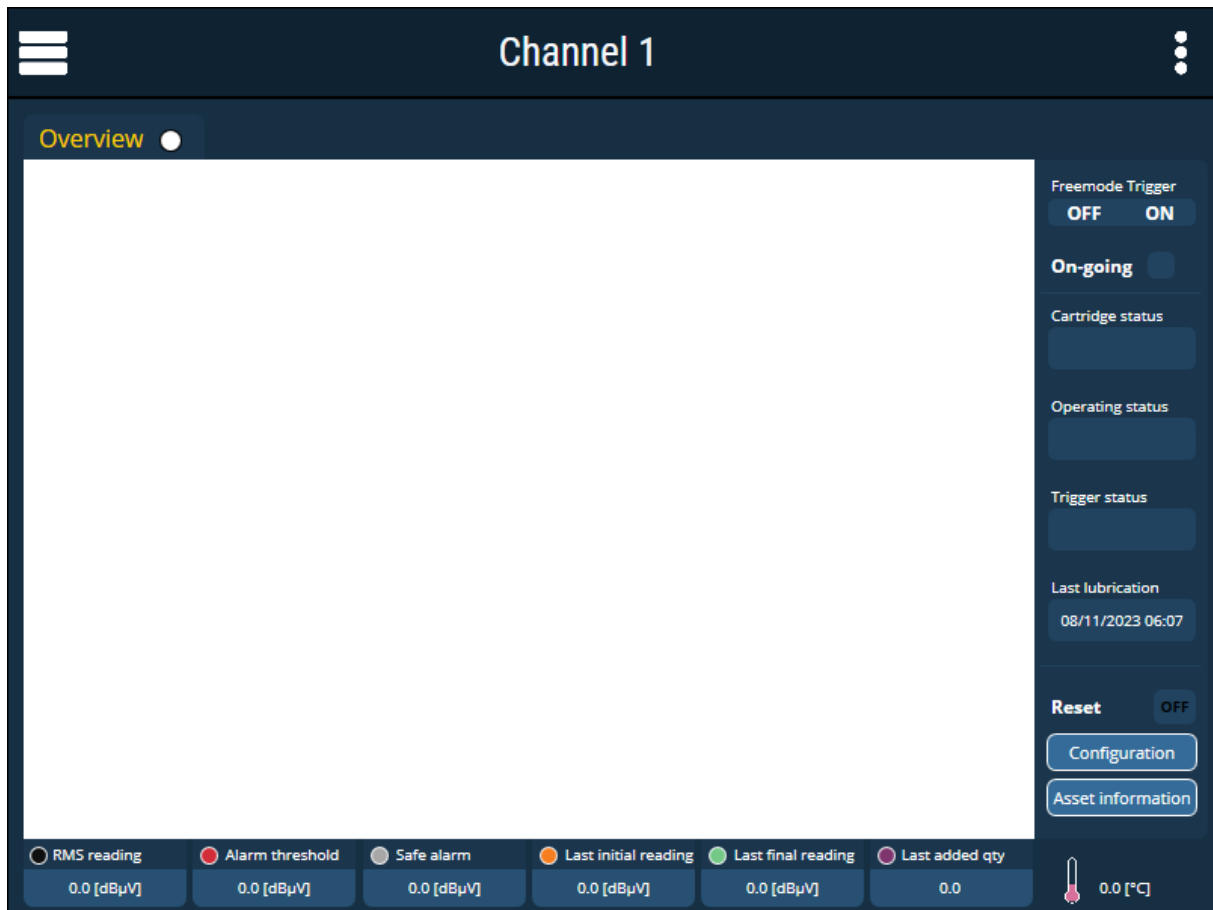 Channel 1
Overview
Freemode Trigger
OFF ON
On-going
Cartridge status
Operating status
Trigger status
Last lubrication
08/11/2023 06:07
Reset OFF
Configuration
Asset information
RMS reading Alarm threshold Safe alarm Last initial reading Last final reading Last added qty
0.0 [dBµV] 0.0 [dBµV] 0.0 [dBµV] 0.0 [dBµV] 0.0 [dBµV] 0.0 0.0 [°C]